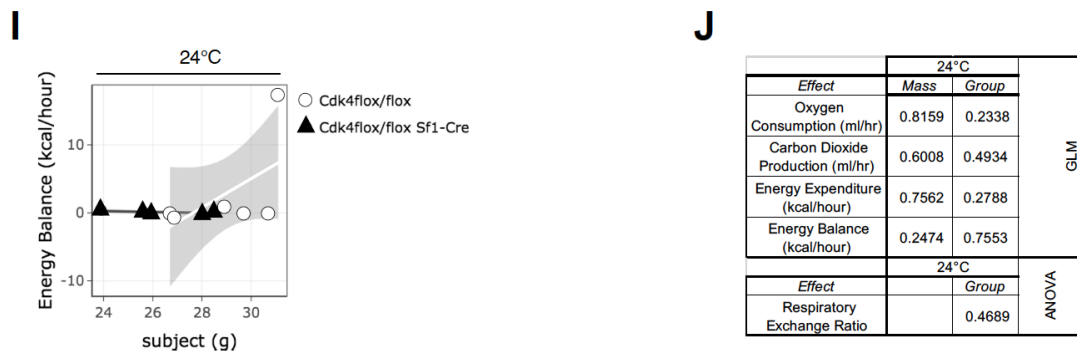 I
24°C
Energy Balance (kcal/hour)
10
0
-10
24
26
28
30
subject (g)
Cdk4flox/flox
Cdk4flox/flox Sf1-Cre
J
24°C
Effect Mass Group
Oxygen
Consumption (ml/hr) 0.8159 0.2338
Carbon Dioxide
Production (ml/hr) 0.6008 0.4934
Energy Expenditure
(kcal/hour) 0.7562 0.2788
Energy Balance
(kcal/hour) 0.2474 0.7553
GLM
24°C
Effect Group
Respiratory
Exchange Ratio 0.4689
ANOVA